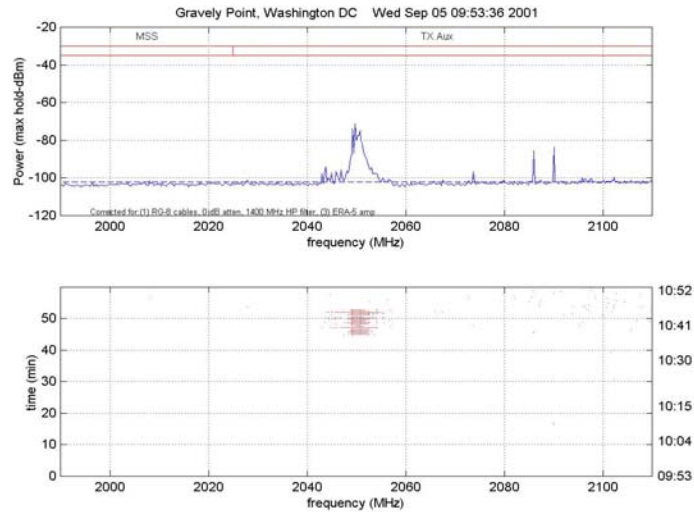 Gravely Point, Washington DC Wed Sep 05 09:53:36 2001
-20
MSS
TX Aux
-40
-60
-80
-100
-120
Power (max hold-dBm)
Corrected for (1) RG-8 cables, 0 dB atten, 1400 MHz HP filter, (3) ERA-5 amp
2000 2020 2040 2060 2080 2100
frequency (MHz)
50
40
30
20
10
0
time (min)
10:52
10:41
10:30
10:15
10:04
09:53
2000 2020 2040 2060 2080 2100
frequency (MHz)